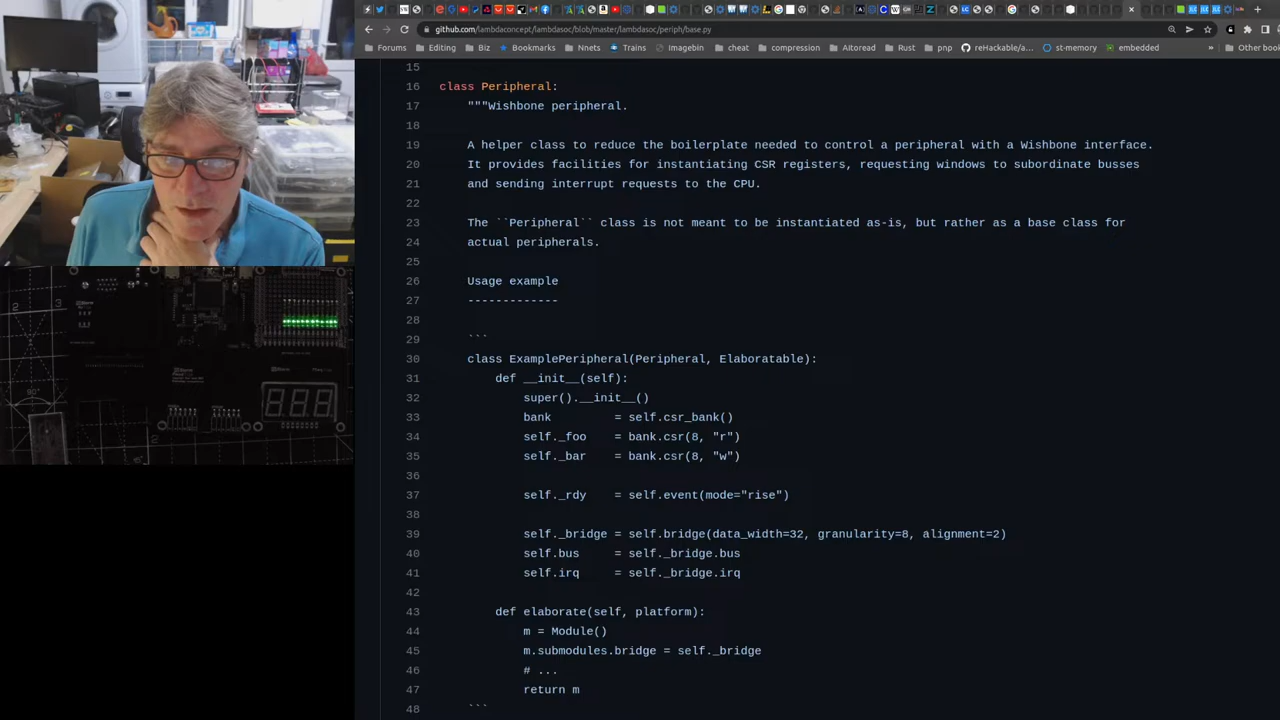 github.com/lambdaconcept/lambdasoc/blob/master/lambdasoc/periph/base.py
Forums Editing Biz Bookmarks Nnets Trains Imagebin cheat compression AItoread Rust pnp rehackable/a... st-memory embedded » Other book
15
16 class Peripheral:
17 """Wishbone peripheral.
18
19 A helper class to reduce the boilerplate needed to control a peripheral with a Wishbone interface.
20 It provides facilities for instantiating CSR registers, requesting windows to subordinate busses
21 and sending interrupt requests to the CPU.
22
23 The ``Peripheral`` class is not meant to be instantiated as-is, but rather as a base class for
24 actual peripherals.
25
26 Usage example
27 -------------
28
29 ```
30 class ExamplePeripheral(Peripheral, Elaboratable):
31 def __init__(self):
32 super().__init__()
33 bank = self.csr_bank()
34 self._foo = bank.csr(8, "r")
35 self._bar = bank.csr(8, "w")
36
37 self._rdy = self.event(mode="rise")
38
39 self._bridge = self.bridge(data_width=32, granularity=8, alignment=2)
40 self.bus = self._bridge.bus
41 self.irq = self._bridge.irq
42
43 def elaborate(self, platform):
44 m = Module()
45 m.submodules.bridge = self._bridge
46 # ...
47 return m
48 ```